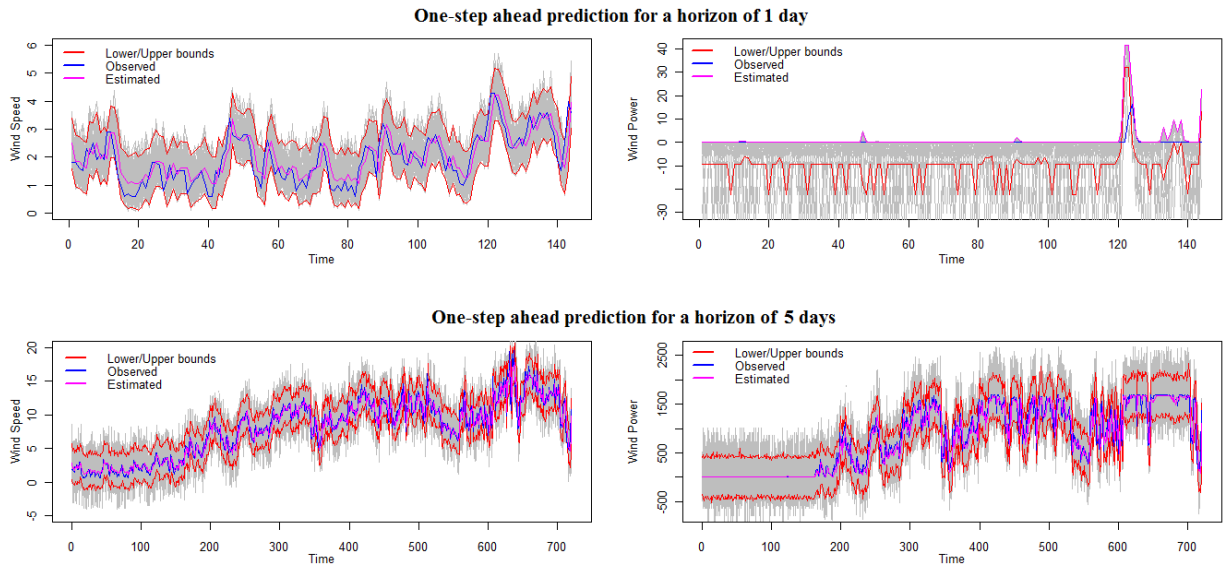 One-step ahead prediction for a horizon of 1 day
Wind Speed
6
5
4
3
2
1
0
Lower/Upper bounds
Observed
Estimated
0 20 40 60 80 100 120 140
Time
Wind Power
40
30
20
10
0
-10
-30
Lower/Upper bounds
Observed
Estimated
0 20 40 60 80 100 120 140
Time
One-step ahead prediction for a horizon of 5 days
Wind Speed
20
15
10
5
0
-5
Lower/Upper bounds
Observed
Estimated
0 100 200 300 400 500 600 700
Time
Wind Power
2500
1500
500
-500
Lower/Upper bounds
Observed
Estimated
0 100 200 300 400 500 600 700
Time